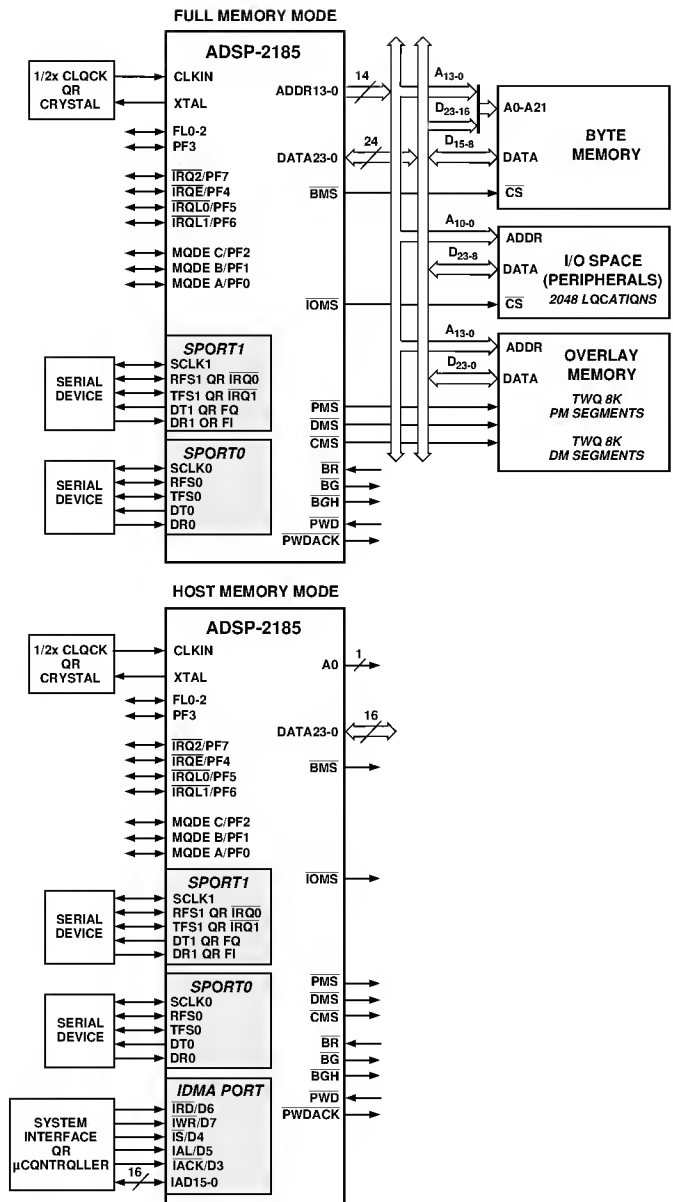 FULL MEMORY MODE
ADSP-2185
1/2x CLQCK
QR
CRYSTAL
CLKIN
XTAL
FL0-2
PF3
IRQ2/PF7
IRQE/PF4
IRQL0/PF5
IRQL1/PF6
MQDE C/PF2
MQDE B/PF1
MQDE A/PF0
SERIAL
DEVICE
SPORT1
SCLK1
RFS1 QR IRQ0
TFS1 QR IRQ1
DT1 QR FQ
DR1 OR FI
SERIAL
DEVICE
SPORT0
SCLK0
RFS0
TFS0
DT0
DR0
ADDR13-0
14
DATA23-0
24
BMS
IOMS
PMS
DMS
CMS
BR
BG
BGH
PWD
PWDACK
A13-0
D23-16
D15-8
A0-A21
DATA
CS
BYTE
MEMORY
A10-0
D23-8
ADDR
DATA
CS
I/O SPACE
(PERIPHERALS)
2048 LQCATIQNS
A13-0
D23-0
ADDR
DATA
OVERLAY
MEMORY
TWQ 8K
PM SEGMENTS
TWQ 8K
DM SEGMENTS
HOST MEMORY MODE
ADSP-2185
1/2x CLQCK
QR
CRYSTAL
CLKIN
XTAL
FL0-2
PF3
IRQ2/PF7
IRQE/PF4
IRQL0/PF5
IRQL1/PF6
MQDE C/PF2
MQDE B/PF1
MQDE A/PF0
SERIAL
DEVICE
SPORT1
SCLK1
RFS1 QR IRQ0
TFS1 QR IRQ1
DT1 QR FQ
DR1 QR FI
SERIAL
DEVICE
SPORT0
SCLK0
RFS0
TFS0
DT0
DR0
SYSTEM
INTERFACE
QR
µCQNTRQLLER
16
IDMA PORT
IRD/D6
IWR/D7
IS/D4
IAL/D5
IACK/D3
IAD15-0
A0
1
DATA23-0
16
BMS
IOMS
PMS
DMS
CMS
BR
BG
BGH
PWD
PWDACK